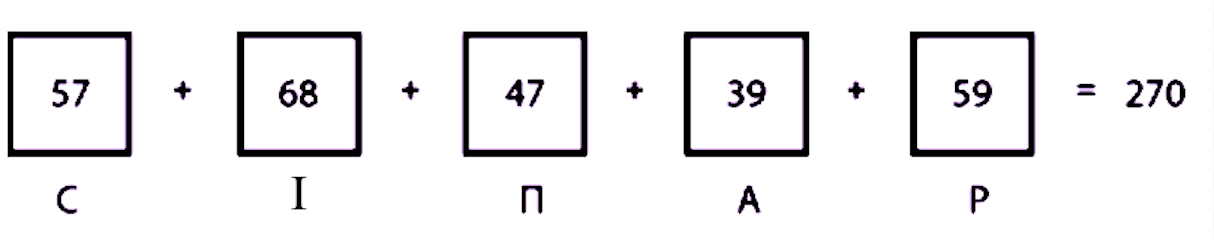 57 + 68 + 47 + 39 + 59 = 270
С І П А Р